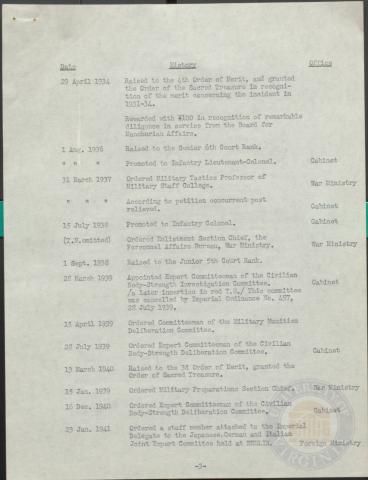 Date History Office
29 April 1934 Raised to the 4th Order of Merit, and granted
the Order of the Sacred Treasure in recogni-
tion of the merit concerning the incident in
1931-34.
Rewarded with ¥100 in recognition of remarkable
diligence in service from the Board for
Manchurian Affairs.
1 Aug. 1936 Raised to the Senior 6th Court Rank.
" " " Promoted to Infantry Lieutenant-Colonel. Cabinet
31 March 1937 Ordered Military Tactics Professor of
Military Staff College. War Ministry
" " " According to petition concurrent post
relieved. Cabinet
15 July 1938 Promoted to Infantry Colonel. Cabinet
(T.N. omitted) Ordered Enlistment Section Chief, the
Personnel Affairs Bureau, War Ministry. War Ministry
1 Sept. 1938 Raised to the Junior 5th Court Rank.
28 March 1939 Appointed Expert Committeeman of the Civilian
Body-Strength Investigation Committee. Cabinet
/a later insertion in red T.N./ This committee
was cancelled by Imperial Ordinance No. 497,
28 July 1939.
15 April 1939 Ordered Committeeman of the Military Munition
Deliberation Committee.
28 July 1939 Ordered Expert Committeeman of the Civilian
Body-Strength Deliberation Committee. Cabinet
13 March 1940 Raised to the 3d Order of Merit, granted the
Order of Sacred Treasure.
15 Jan. 1939 Ordered Military Preparations Section Chief. War Ministry
16 Dec. 1940 Ordered Expert Committeeman of the Civilian
Body-Strength Deliberation Committee. Cabinet
23 Jan. 1941 Ordered a staff member attached to the Imperial
Delegate to the Japanese, German and Italian
Joint Expert Committee held at BERLIN. Foreign Ministry
-3-